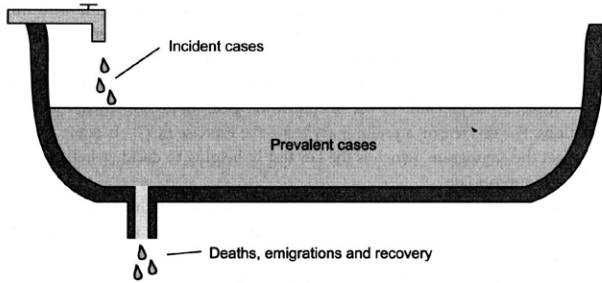 Incident cases
Prevalent cases
Deaths, emigrations and recovery